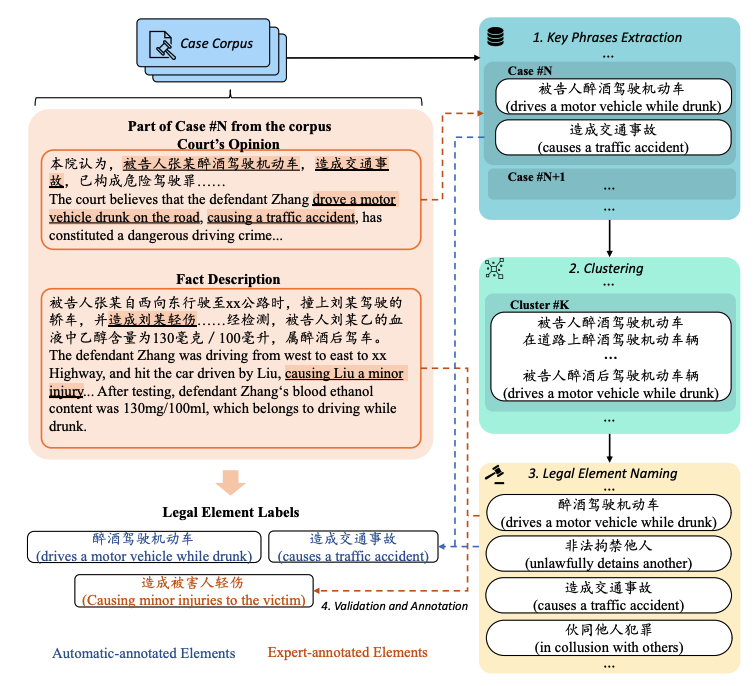 Case Corpus
Part of Case #N from the corpus
Court's Opinion
本院认为，被告人张某醉酒驾驶机动车，造成交通事
故，已构成危险驾驶罪……
The court believes that the defendant Zhang drove a motor
vehicle drunk on the road, causing a traffic accident, has
constituted a dangerous driving crime...
Fact Description
被告人张某自西向东行驶至xx公路时，撞上刘某驾驶的
轿车，并造成刘某轻伤……经检测，被告人刘某乙的血
液中乙醇含量为130毫克／100毫升，属醉酒后驾车。
The defendant Zhang was driving from west to east to xx
Highway, and hit the car driven by Liu, causing Liu a minor
injury... After testing, defendant Zhang‘s blood ethanol
content was 130mg/100ml, which belongs to driving while
drunk.
Legal Element Labels
醉酒驾驶机动车
(drives a motor vehicle while drunk)
造成交通事故
(causes a traffic accident)
造成被害人轻伤
(Causing minor injuries to the victim)
4. Validation and Annotation
Automatic-annotated Elements
Expert-annotated Elements
1. Key Phrases Extraction
...
Case #N
被告人醉酒驾驶机动车
(drives a motor vehicle while drunk)
造成交通事故
(causes a traffic accident)
Case #N+1
...
...
2. Clustering
...
Cluster #K
被告人醉酒驾驶机动车
在道路上醉酒驾驶机动车辆
...
被告人醉酒后驾驶机动车辆
(drives a motor vehicle while drunk)
...
3. Legal Element Naming
...
醉酒驾驶机动车
(drives a motor vehicle while drunk)
非法拘禁他人
(unlawfully detains another)
造成交通事故
(causes a traffic accident)
伙同他人犯罪
(in collusion with others)
...